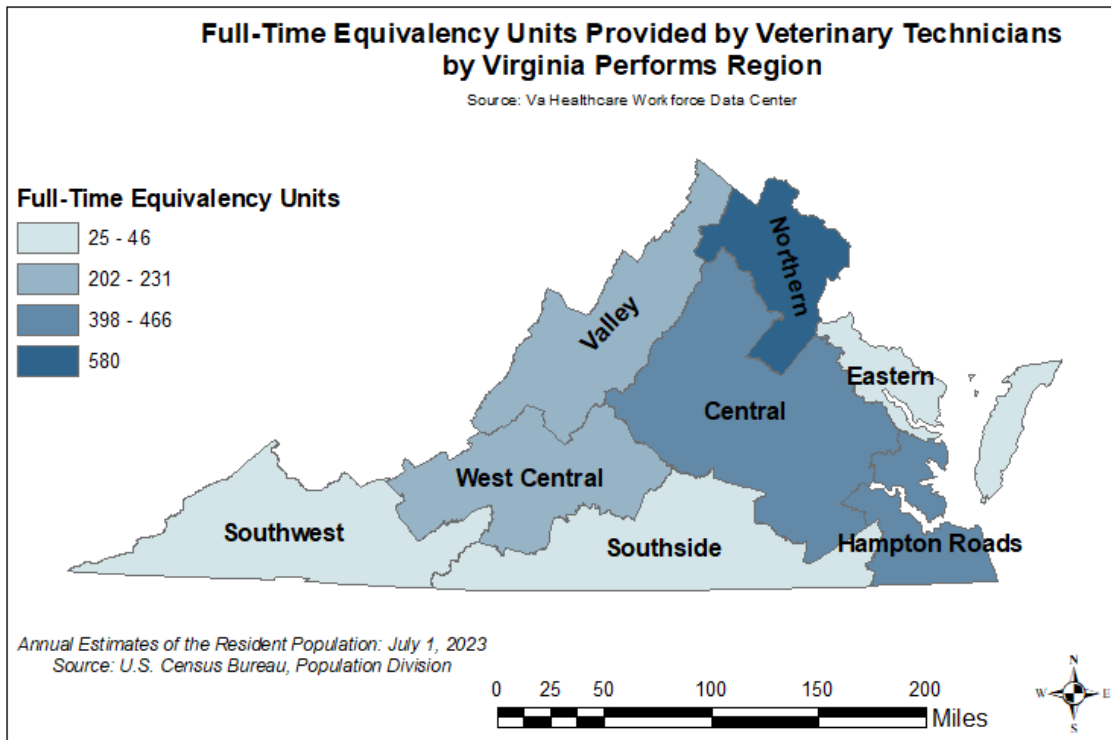 Full-Time Equivalency Units Provided by Veterinary Technicians
by Virginia Performs Region
Source: Va Healthcare Workforce Data Center
Full-Time Equivalency Units
25 - 46
202 - 231
398 - 466
580
Northern
Valley
Eastern
Central
West Central
Southwest
Southside
Hampton Roads
Annual Estimates of the Resident Population: July 1, 2023
Source: U.S. Census Bureau, Population Division
0 25 50 100 150 200
Miles
N
W E
S